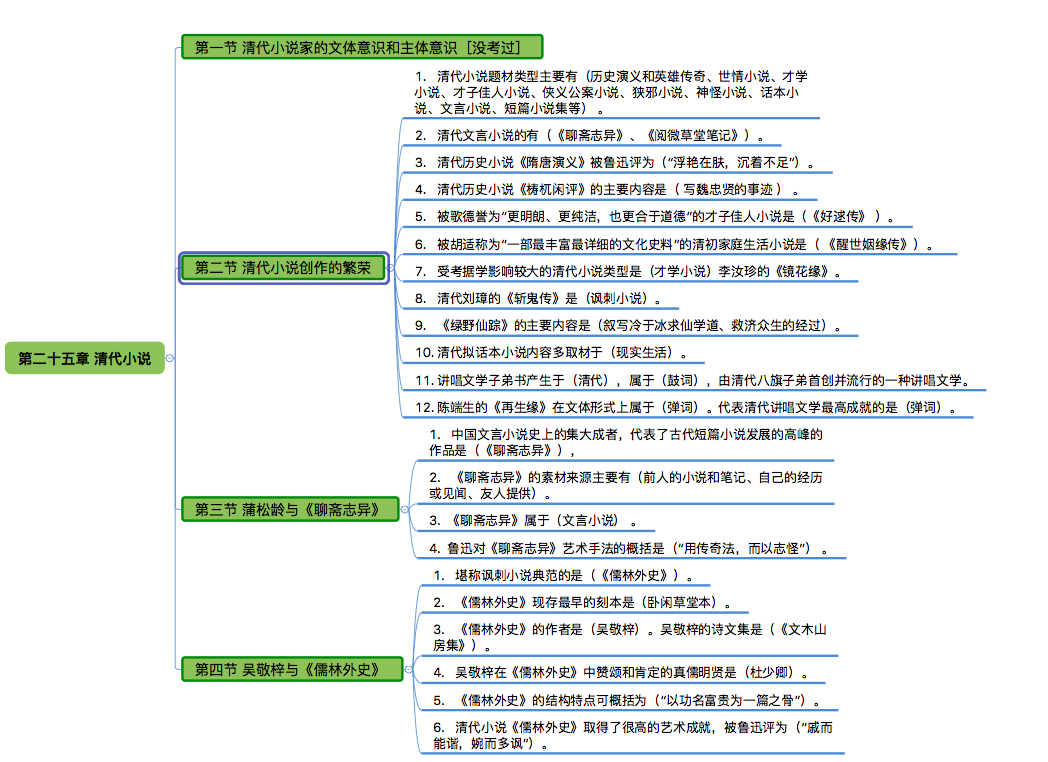 第二十五章 清代小说
第一节 清代小说家的文体意识和主体意识［没考过］
第二节 清代小说创作的繁荣
1. 清代小说题材类型主要有（历史演义和英雄传奇、世情小说、才学
小说、才子佳人小说、侠义公案小说、狭邪小说、神怪小说、话本小
说、文言小说、短篇小说集等）。
2. 清代文言小说的有（《聊斋志异》、《阅微草堂笔记》）。
3. 清代历史小说《隋唐演义》被鲁迅评为（“浮艳在肤，沉着不足”）。
4. 清代历史小说《梼杌闲评》的主要内容是（ 写魏忠贤的事迹 ） 。
5. 被歌德誉为“更明朗、更纯洁，也更合于道德”的才子佳人小说是（《好逑传》 ）。
6. 被胡适称为“一部最丰富最详细的文化史料”的清初家庭生活小说是（ 《醒世姻缘传》）。
7. 受考据学影响较大的清代小说类型是（才学小说）李汝珍的《镜花缘》。
8. 清代刘璋的《斩鬼传》是（讽刺小说）。
9. 《绿野仙踪》的主要内容是（叙写冷于冰求仙学道、救济众生的经过）。
10. 清代拟话本小说内容多取材于（现实生活）。
11. 讲唱文学子弟书产生于（清代），属于（鼓词），由清代八旗子弟首创并流行的一种讲唱文学。
12. 陈端生的《再生缘》在文体形式上属于（弹词）。代表清代讲唱文学最高成就的是（弹词）。
第三节 蒲松龄与《聊斋志异》
1. 中国文言小说史上的集大成者，代表了古代短篇小说发展的高峰的
作品是（《聊斋志异》），
2. 《聊斋志异》的素材来源主要有（前人的小说和笔记、自己的经历
或见闻、友人提供）。
3. 《聊斋志异》属于（文言小说） 。
4. 鲁迅对《聊斋志异》艺术手法的概括是（“用传奇法，而以志怪”） 。
第四节 吴敬梓与《儒林外史》
1. 堪称讽刺小说典范的是（《儒林外史》）。
2. 《儒林外史》现存最早的刻本是（卧闲草堂本）。
3. 《儒林外史》的作者是（吴敬梓）。吴敬梓的诗文集是（《文木山
房集》）。
4. 吴敬梓在《儒林外史》中赞颂和肯定的真儒明贤是（杜少卿）。
5. 《儒林外史》的结构特点可概括为（“以功名富贵为一篇之骨”）。
6. 清代小说《儒林外史》取得了很高的艺术成就，被鲁迅评为（“戚而
能谐，婉而多讽”）。